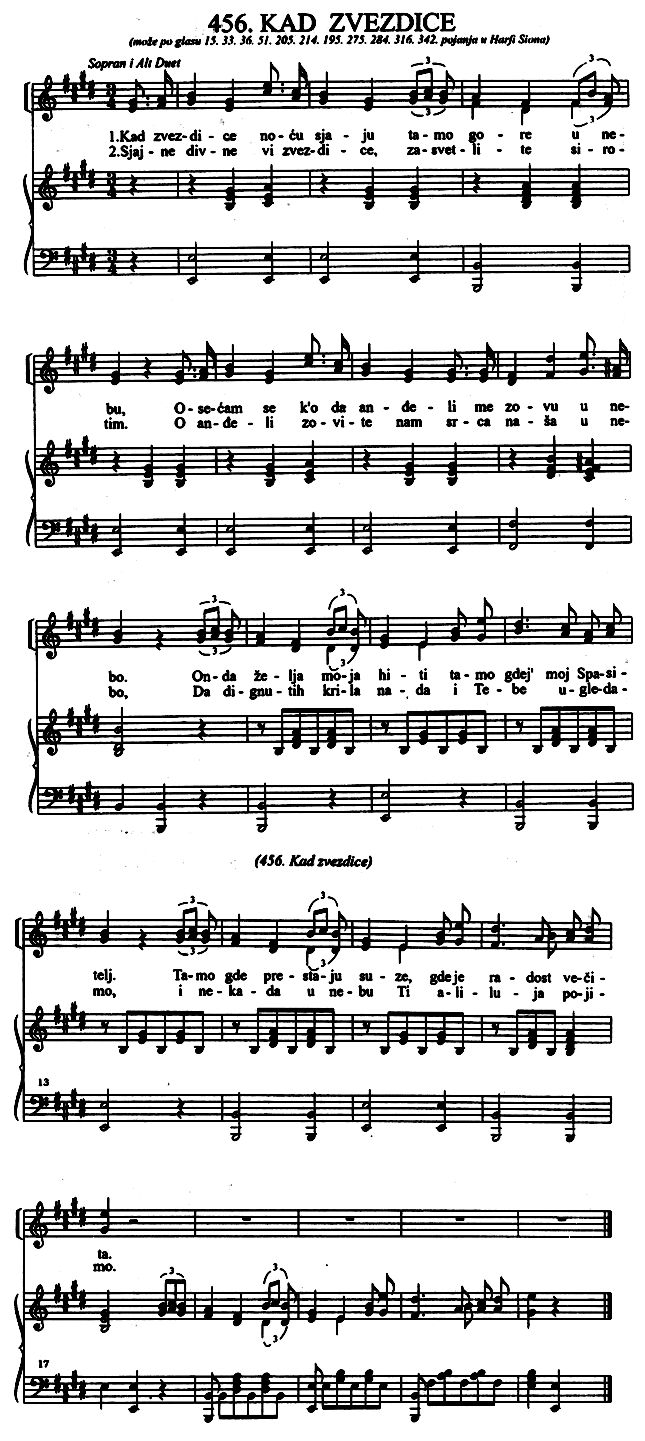 456. KAD ZVEZDICE
(može po glasu 15. 33. 36. 51. 205. 214. 195. 275. 284. 316. 342. pojanja u Harfi Siona)
Sopran i Alt Duet
1.Kad zvez-di-ce no-ću sja-ju ta-mo go-re u ne-
2.Sjaj-ne div-ne vi zvez-di-ce, za-svet-li-te si-ro-
bu, O-se-ćam se k'o da an-đe-li me zo-vu u ne-
tim. O an-đe-li zo-vi-te nam sr-ca na-ša u ne-
bo. On-da že-lja mo-ja hi-ti ta-mo gdej' moj Spa-si-
bo, Da di-gnu-tih kri-la na-da i Te-be u-gle-da-
(456. Kad zvezdice)
telj. Ta-mo gde pre-sta-ju su-ze, gde je ra-dost ve-či-
mo, i ne-ka-da u ne-bu Ti a-li-lu-ja po-ji-
13
ta.
mo.
17